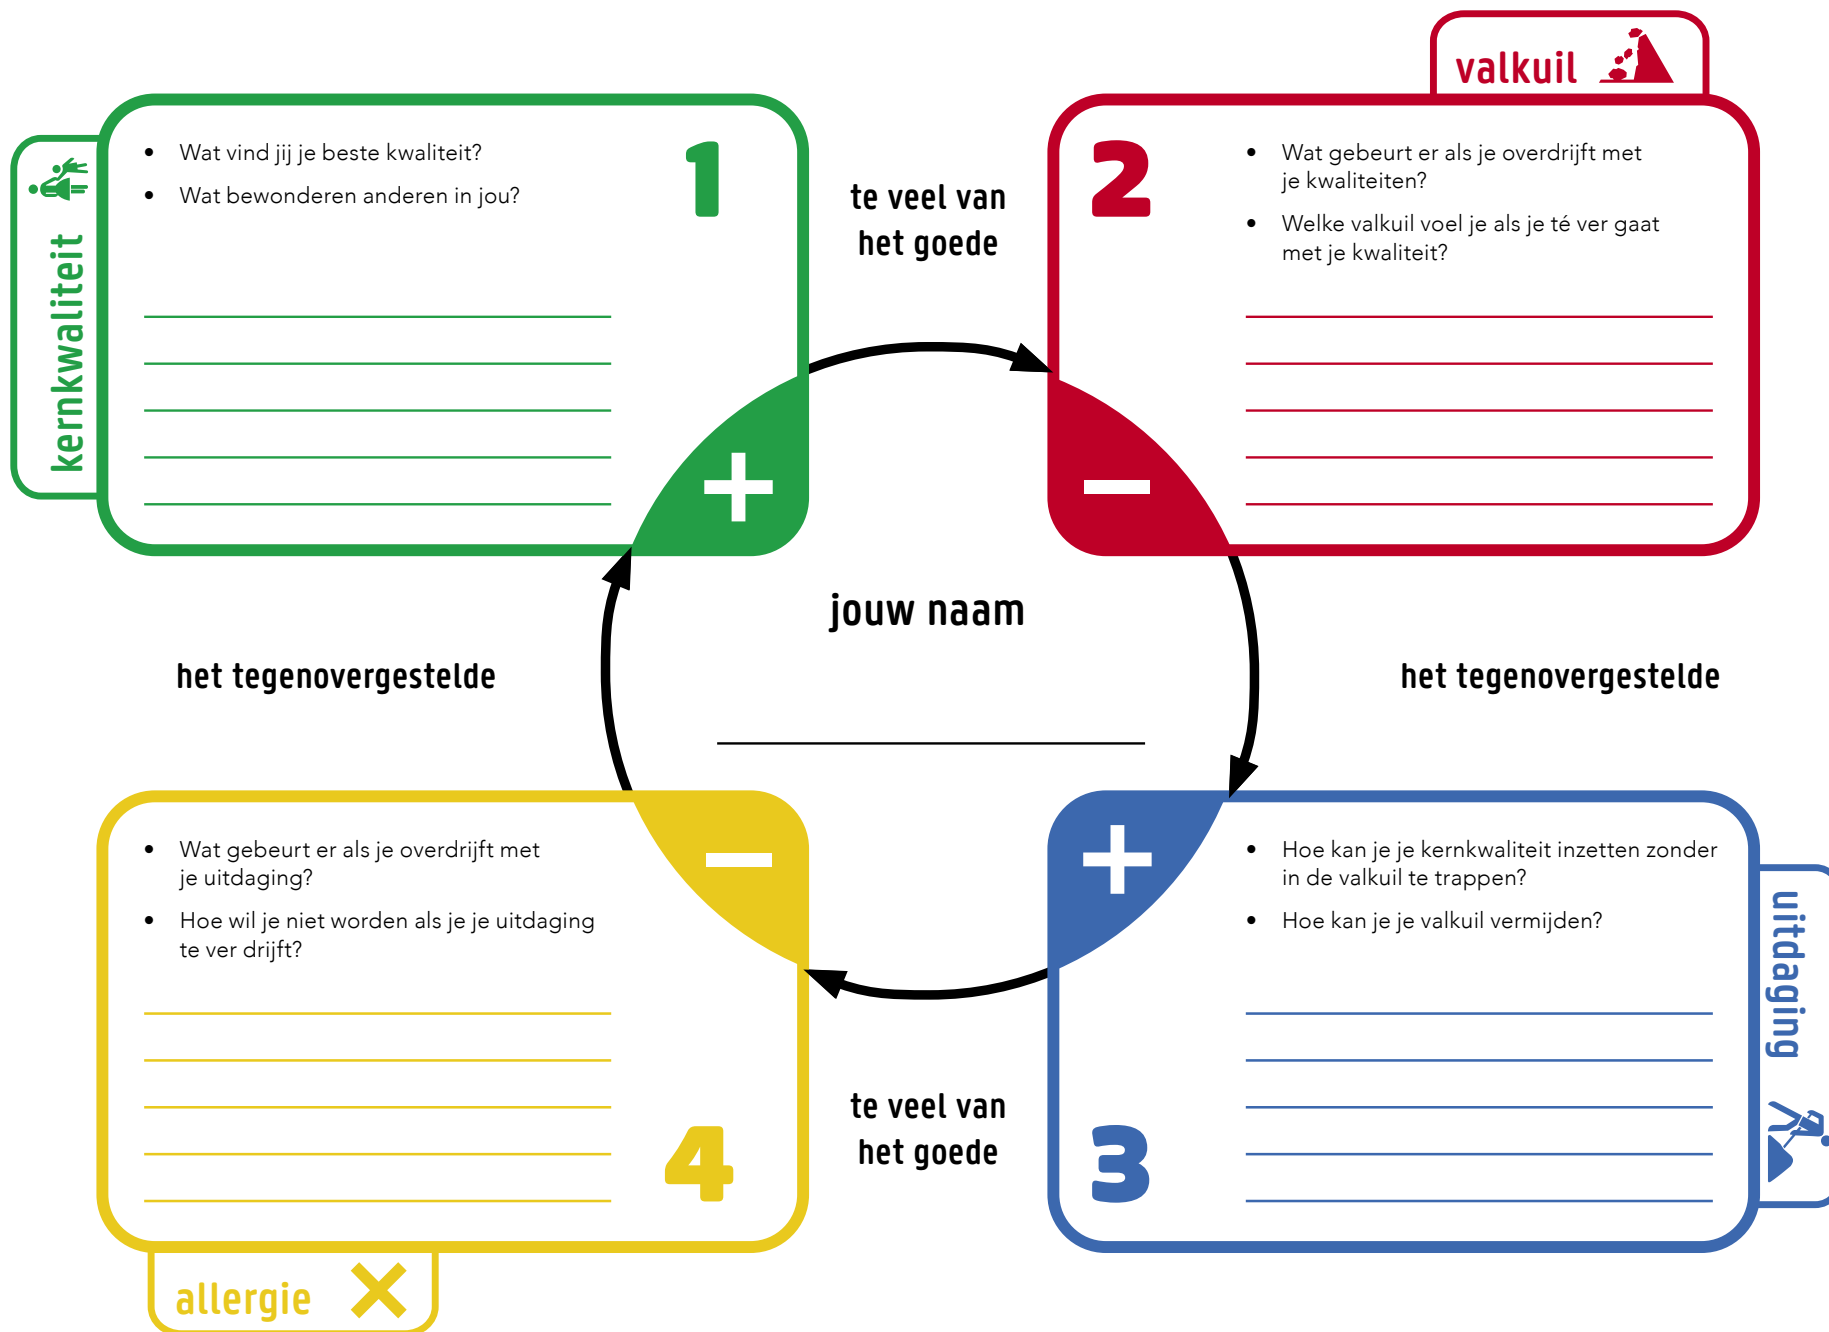 valkuil
kernkwaliteit
• Wat vind jij je beste kwaliteit?
• Wat bewonderen anderen in jou?
1
te veel van
het goede
2
• Wat gebeurt er als je overdrijft met
je kwaliteiten?
• Welke valkuil voel je als je té ver gaat
met je kwaliteit?
+
–
jouw naam
het tegenovergestelde
het tegenovergestelde
• Wat gebeurt er als je overdrijft met
je uitdaging?
• Hoe wil je niet worden als je je uitdaging
te ver drijft?
–
4
te veel van
het goede
+
3
• Hoe kan je je kernkwaliteit inzetten zonder
in de valkuil te trappen?
• Hoe kan je je valkuil vermijden?
uitdaging
allergie